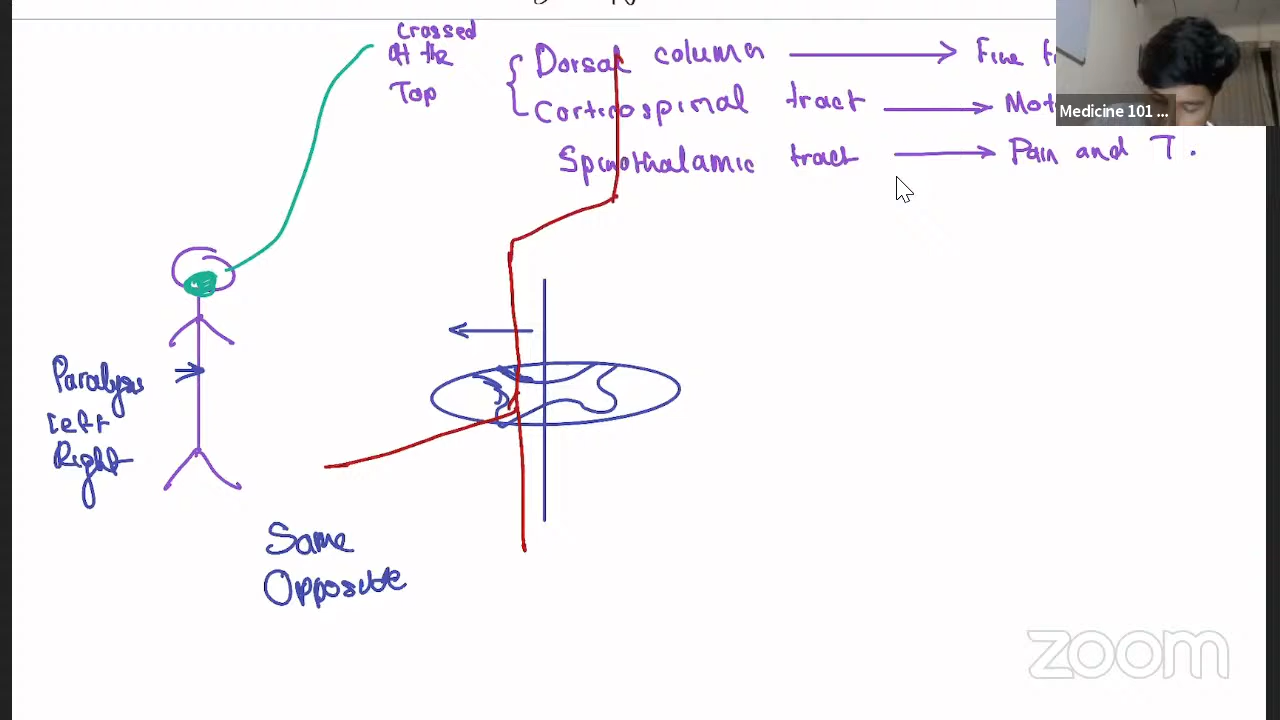 Crossed
At the
Top
Dorsal column → Fine
Corticospinal tract → Mot
Spinothalamic tract → Pain and T.
Medicine 101 ...
Paralysis
Left
Right
Same
Opposite
zoom